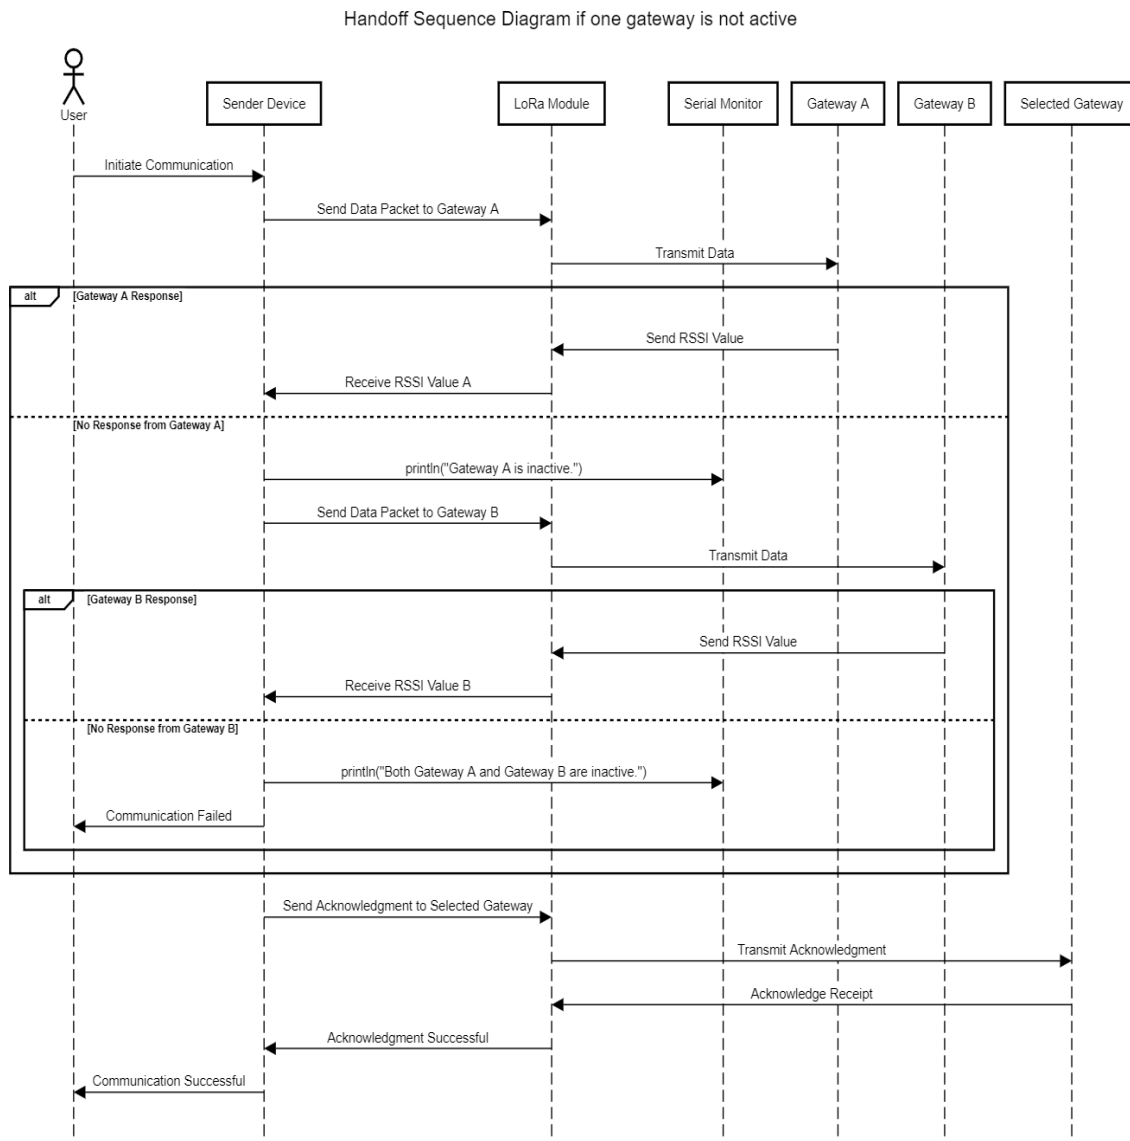 Handoff Sequence Diagram if one gateway is not active
User
Sender Device
LoRa Module
Serial Monitor
Gateway A
Gateway B
Selected Gateway
Initiate Communication
Send Data Packet to Gateway A
Transmit Data
alt
[Gateway A Response]
Send RSSI Value
Receive RSSI Value A
[No Response from Gateway A]
println("Gateway A is inactive.")
Send Data Packet to Gateway B
Transmit Data
alt
[Gateway B Response]
Send RSSI Value
Receive RSSI Value B
[No Response from Gateway B]
println("Both Gateway A and Gateway B are inactive.")
Communication Failed
Send Acknowledgment to Selected Gateway
Transmit Acknowledgment
Acknowledge Receipt
Acknowledgment Successful
Communication Successful